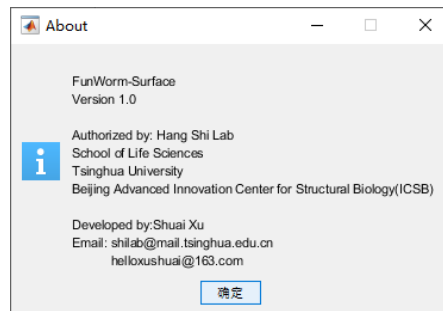 About
FunWorm-Surface
Version 1.0
Authorized by: Hang Shi Lab
School of Life Sciences
Tsinghua University
Beijing Advanced Innovation Center for Structural Biology(ICSB)
Developed by:Shuai Xu
Email: shilab@mail.tsinghua.edu.cn
helloxushuai@163.com
确定